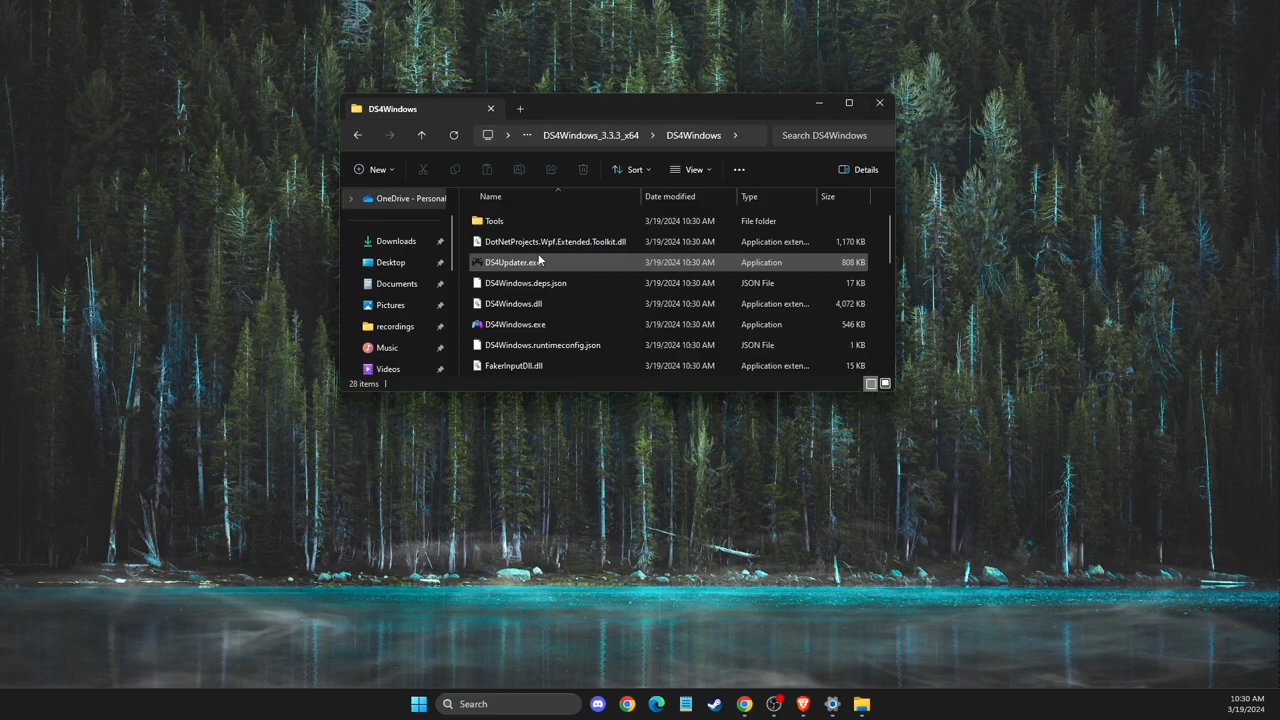 DS4Windows
DS4Windows_3.3.3_x64 DS4Windows Search DS4Windows
New Sort View Details
Name Date modified Type Size
OneDrive - Personal
Downloads
Desktop
Documents
Pictures
recordings
Music
Videos
Tools 3/19/2024 10:30 AM File folder
DotNetProjects.Wpf.Extended.Toolkit.dll 3/19/2024 10:30 AM Application exten... 1,170 KB
DS4Updater.exe 3/19/2024 10:30 AM Application 808 KB
DS4Windows.deps.json 3/19/2024 10:30 AM JSON File 17 KB
DS4Windows.dll 3/19/2024 10:30 AM Application exten... 4,072 KB
DS4Windows.exe 3/19/2024 10:30 AM Application 546 KB
DS4Windows.runtimeconfig.json 3/19/2024 10:30 AM JSON File 1 KB
FakerInputDll.dll 3/19/2024 10:30 AM Application exten... 15 KB
28 items
Search
10:30 AM
3/19/2024